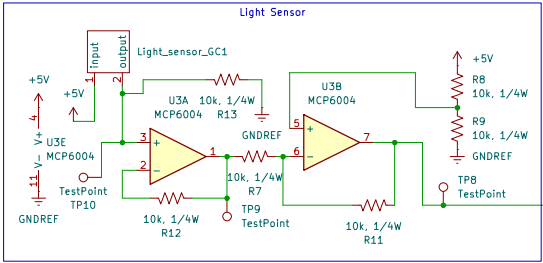 Light Sensor
input
output
Light_sensor_GC1
1
2
+5V
+5V
4
V+
V-
11
U3E
MCP6004
GNDREF
TestPoint
TP10
U3A
MCP6004
3
+
2
-
1
10k, 1/4W
R13
GNDREF
10k, 1/4W
R12
10k, 1/4W
R7
TP9
TestPoint
U3B
MCP6004
5
+
6
-
7
10k, 1/4W
R11
+5V
R8
10k, 1/4W
R9
10k, 1/4W
GNDREF
TP8
TestPoint